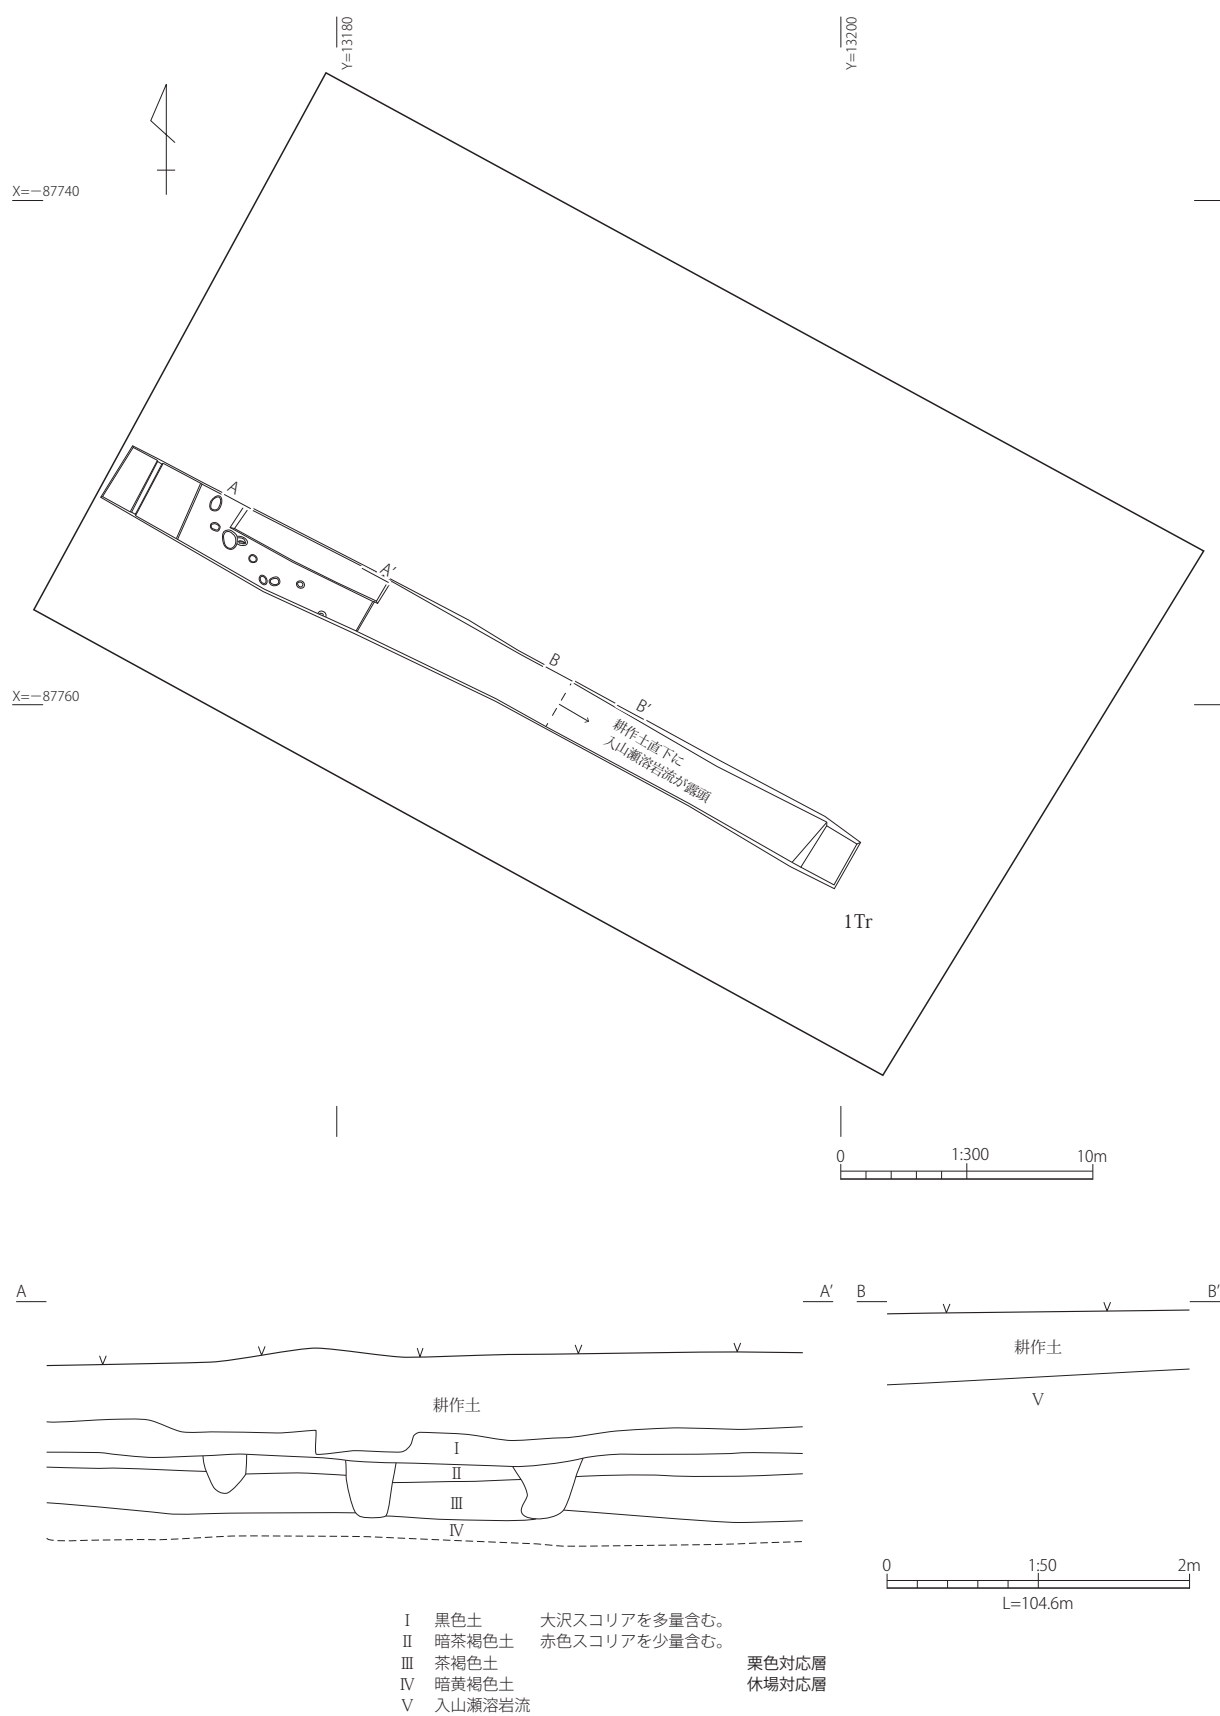 Y=13180
Y=13200
X=－87740
A
A′
B
X=－87760
B′
耕作土直下に
入山瀬溶岩流が露頭
1Tr
0 1:300 10m
A A′ B B′
耕作土
耕作土
V
Ⅰ
Ⅱ
Ⅲ
Ⅳ
0 1:50 2m
L=104.6m
Ⅰ 黒色土 大沢スコリアを多量含む。
Ⅱ 暗茶褐色土 赤色スコリアを少量含む。
Ⅲ 茶褐色土 栗色対応層
Ⅳ 暗黄褐色土 休場対応層
Ⅴ 入山瀬溶岩流